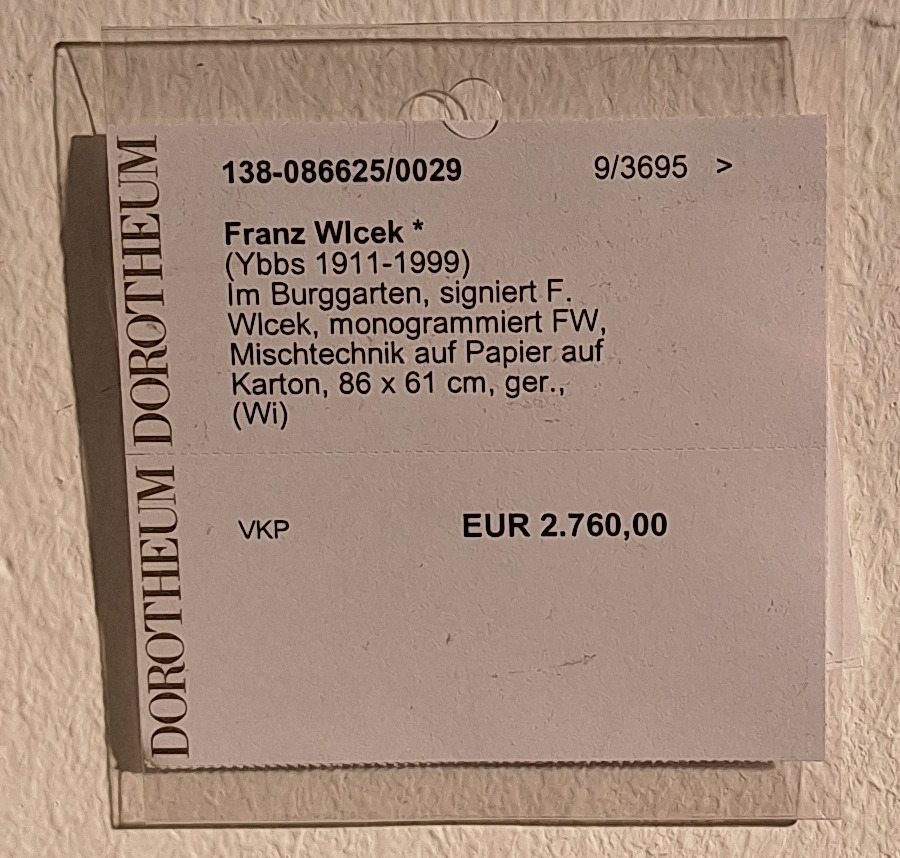 DOROTHEUM DOROTHEUM
138-086625/0029 9/3695 >
Franz Wlcek *
(Ybbs 1911-1999)
Im Burggarten, signiert F.
Wlcek, monogrammiert FW,
Mischtechnik auf Papier auf
Karton, 86 x 61 cm, ger.,
(Wi)
VKP EUR 2.760,00